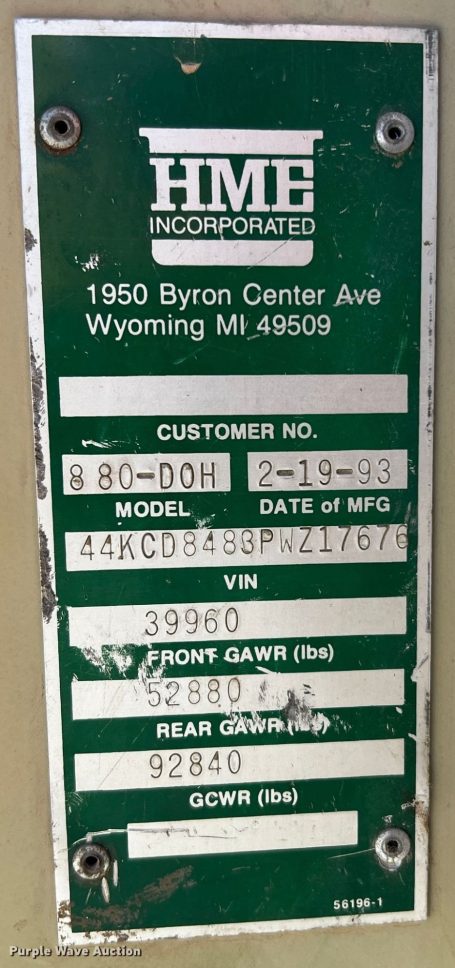 HME
INCORPORATED
1950 Byron Center Ave
Wyoming MI 49509
CUSTOMER NO.
880-DOH 2-19-93
MODEL DATE of MFG
44KCD8483PWZ17676
VIN
39960
FRONT GAWR (lbs)
52880
REAR GAWR (lbs)
92840
GCWR (lbs)
56196-1
Purple Wave Auction